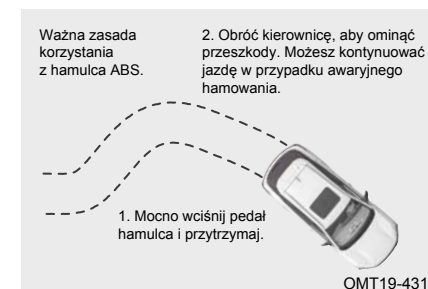 Ważna zasada
korzystania
z hamulca ABS.
2. Obróć kierownicę, aby ominąć
przeszkody. Możesz kontynuować
jazdę w przypadku awaryjnego
hamowania.
1. Mocno wciśnij pedał
hamulca i przytrzymaj.
OMT19-431